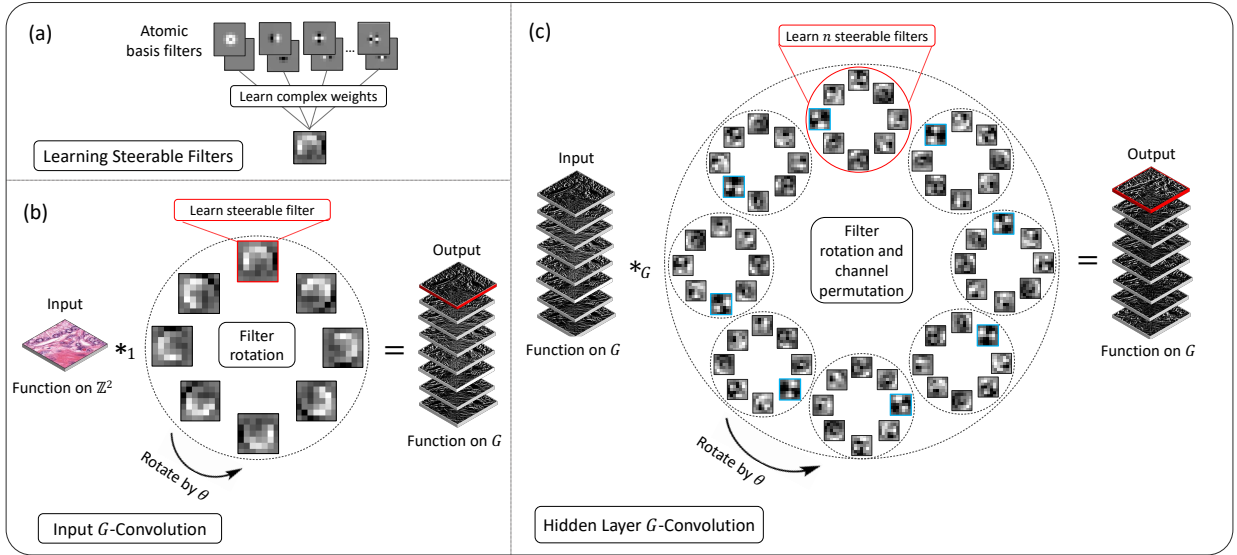 (a)
Atomic
basis filters
...
Learn complex weights
Learning Steerable Filters
(b)
Learn steerable filter
Input
Output
*1
Filter
rotation
=
Function on ℤ²
Function on G
Rotate by θ
Input G-Convolution
(c)
Learn n steerable filters
Input
Output
*G
Filter
rotation and
channel
permutation
=
Function on G
Function on G
Rotate by θ
Hidden Layer G-Convolution